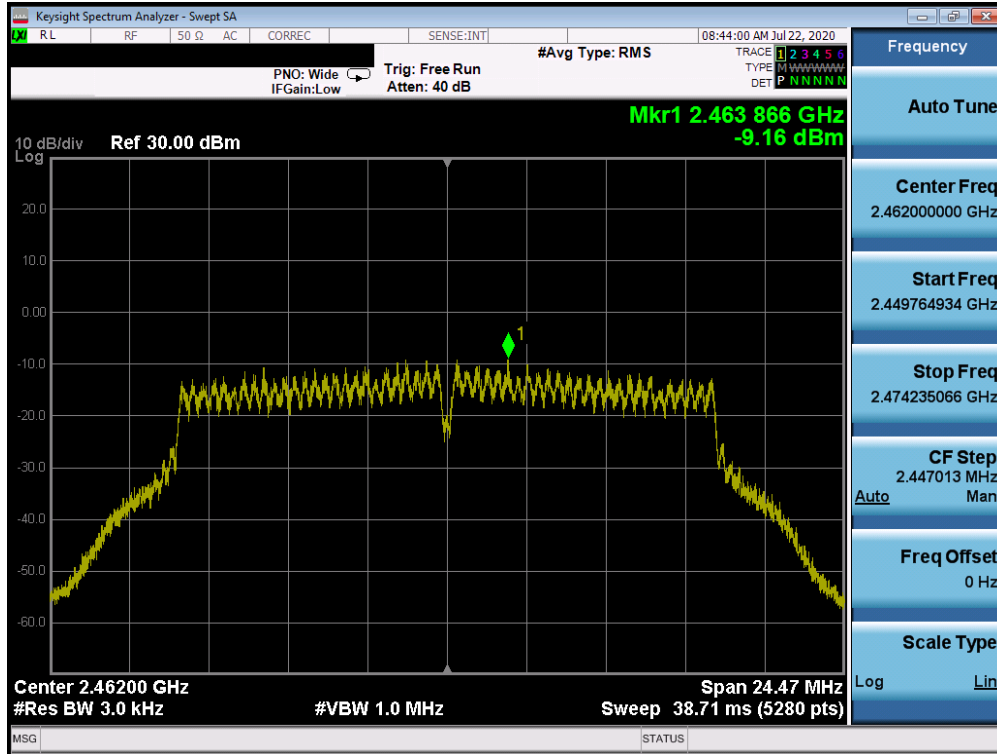 Keysight Spectrum Analyzer - Swept SA
LXI RL RF 50 Ω AC CORREC SENSE:INT 08:44:00 AM Jul 22, 2020
PNO: Wide
IFGain:Low
Trig: Free Run
Atten: 40 dB
#Avg Type: RMS
TRACE 1 2 3 4 5 6
TYPE M WWWWW
DET P N N N N N
Mkr1 2.463 866 GHz
-9.16 dBm
10 dB/div Ref 30.00 dBm
Log
20.0
10.0
0.00
-10.0
-20.0
-30.0
-40.0
-50.0
-60.0
1
Center 2.46200 GHz Span 24.47 MHz
#Res BW 3.0 kHz #VBW 1.0 MHz Sweep 38.71 ms (5280 pts)
MSG STATUS
Frequency
Auto Tune
Center Freq
2.462000000 GHz
Start Freq
2.449764934 GHz
Stop Freq
2.474235066 GHz
CF Step
2.447013 MHz
Auto Man
Freq Offset
0 Hz
Scale Type
Log Lin